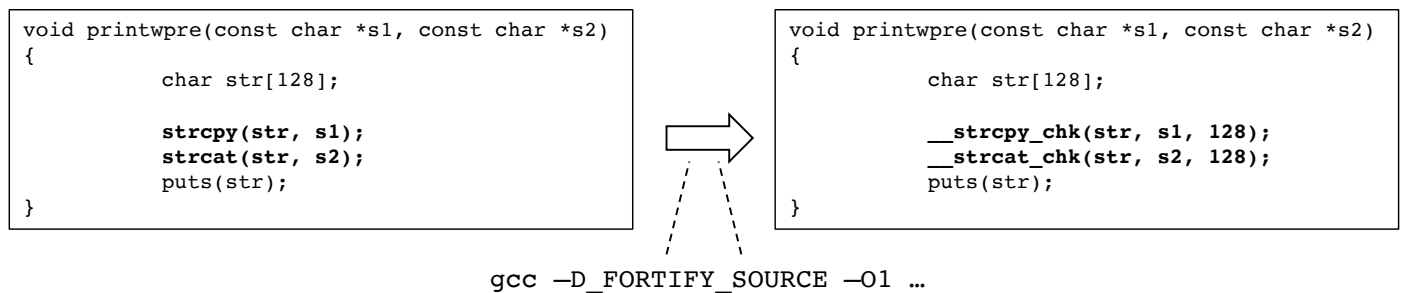 void printwpre(const char *s1, const char *s2)
{
char str[128];
strcpy(str, s1);
strcat(str, s2);
puts(str);
}
void printwpre(const char *s1, const char *s2)
{
char str[128];
__strcpy_chk(str, s1, 128);
__strcat_chk(str, s2, 128);
puts(str);
}
gcc –D_FORTIFY_SOURCE –O1 …